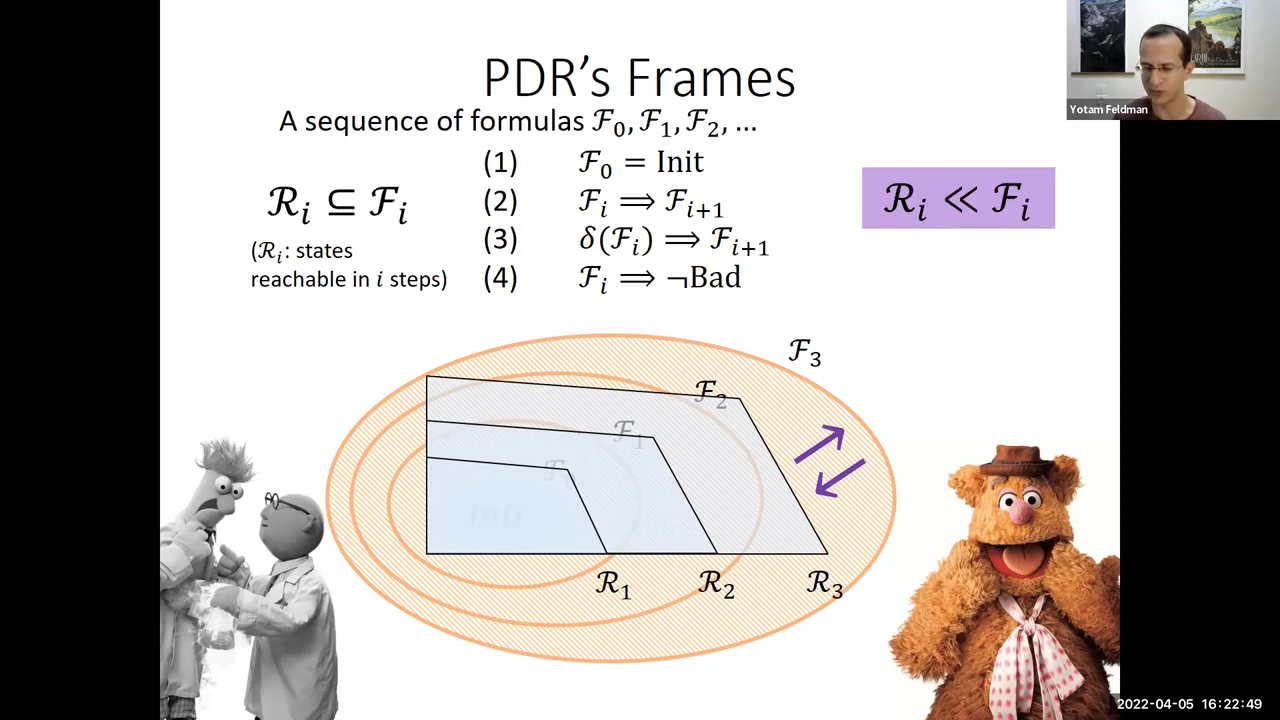 PDR's Frames
A sequence of formulas ℱ₀, ℱ₁, ℱ₂, ...
(1) ℱ₀ = Init
(2) ℱᵢ ⟹ ℱᵢ₊₁
(3) δ(ℱᵢ) ⟹ ℱᵢ₊₁
(4) ℱᵢ ⟹ ¬Bad
ℛᵢ ⊆ ℱᵢ
(ℛᵢ: states
reachable in i steps)
ℛᵢ ≪ ℱᵢ
Yotam Feldman
ℱ₃
ℱ₂
ℱ₁
Init
ℛ₁ ℛ₂ ℛ₃
2022-04-05 16:22:49